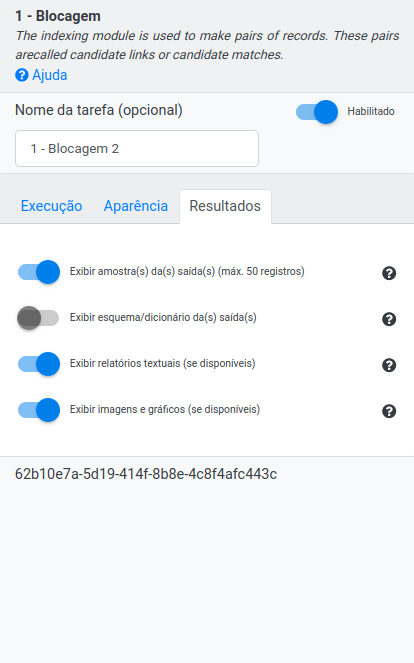 1 - Blocagem
The indexing module is used to make pairs of records. These pairs
arecalled candidate links or candidate matches.
Ajuda
Nome da tarefa (opcional)
Habilitado
1 - Blocagem 2
Execução
Aparência
Resultados
Exibir amostra(s) da(s) saída(s) (máx. 50 registros)
Exibir esquema/dicionário da(s) saída(s)
Exibir relatórios textuais (se disponíveis)
Exibir imagens e gráficos (se disponíveis)
62b10e7a-5d19-414f-8b8e-4c8f4afc443c